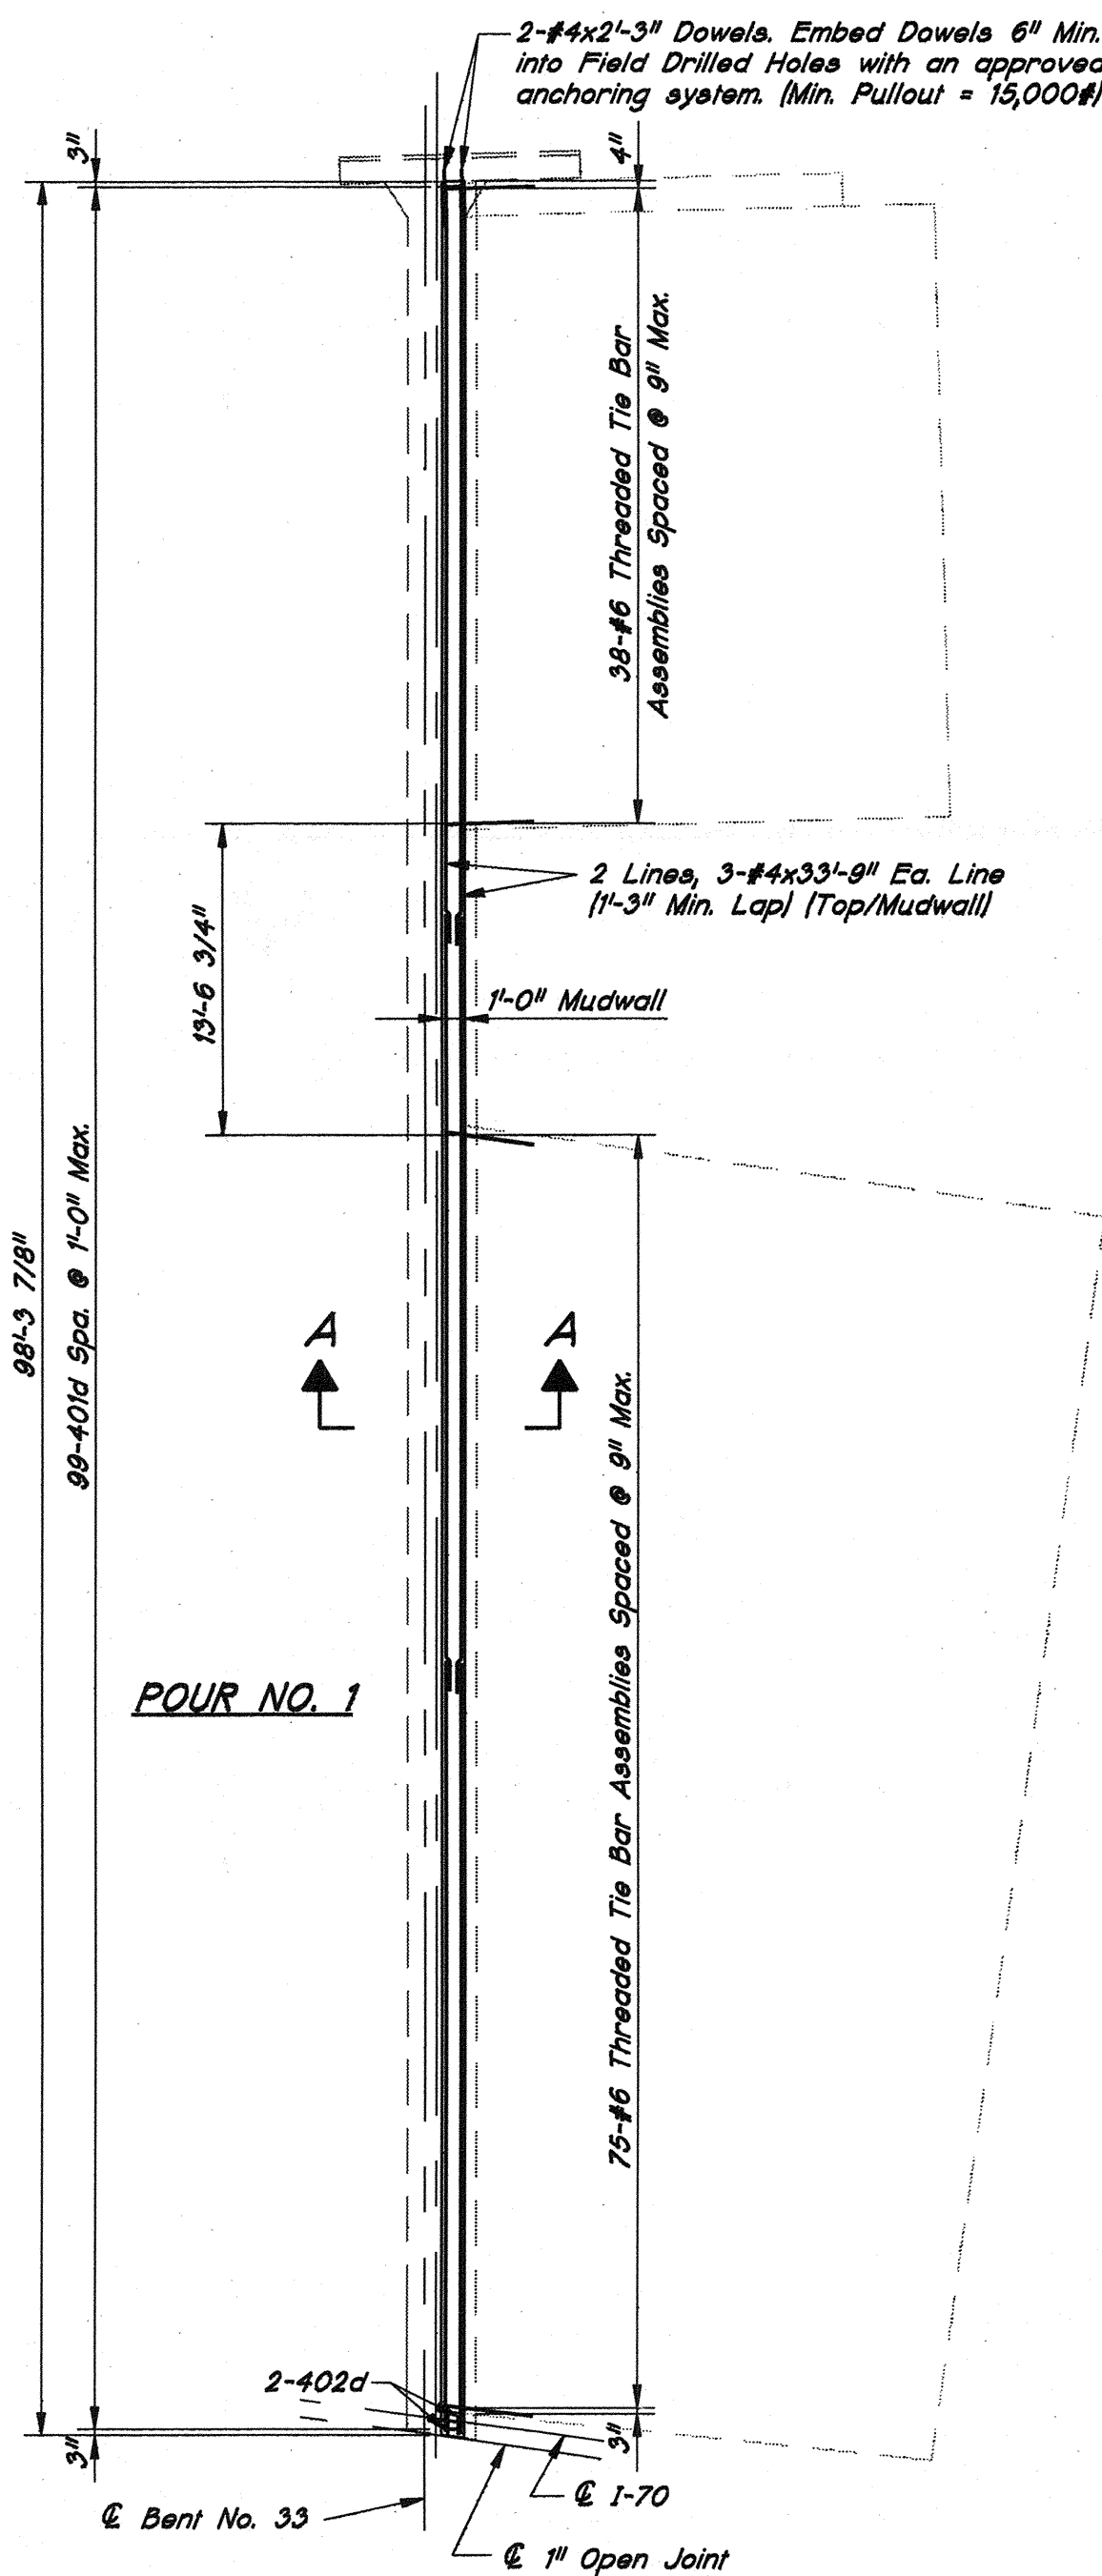 2-#4x2'-3" Dowels. Embed Dowels 6" Min.
into Field Drilled Holes with an approved
anchoring system. (Min. Pullout = 15,000#)
3"
4"
38-#6 Threaded Tie Bar
Assemblies Spaced @ 9" Max.
2 Lines, 3-#4x33'-9" Ea. Line
(1'-3" Min. Lap) (Top/Mudwall)
13'-6 3/4"
1'-0" Mudwall
98'-3 7/8"
99-401d Spa. @ 1'-0" Max.
A
A
75-#6 Threaded Tie Bar Assemblies Spaced @ 9" Max.
POUR NO. 1
2-402d
3"
3"
℄ I-70
℄ Bent No. 33
℄ 1" Open Joint